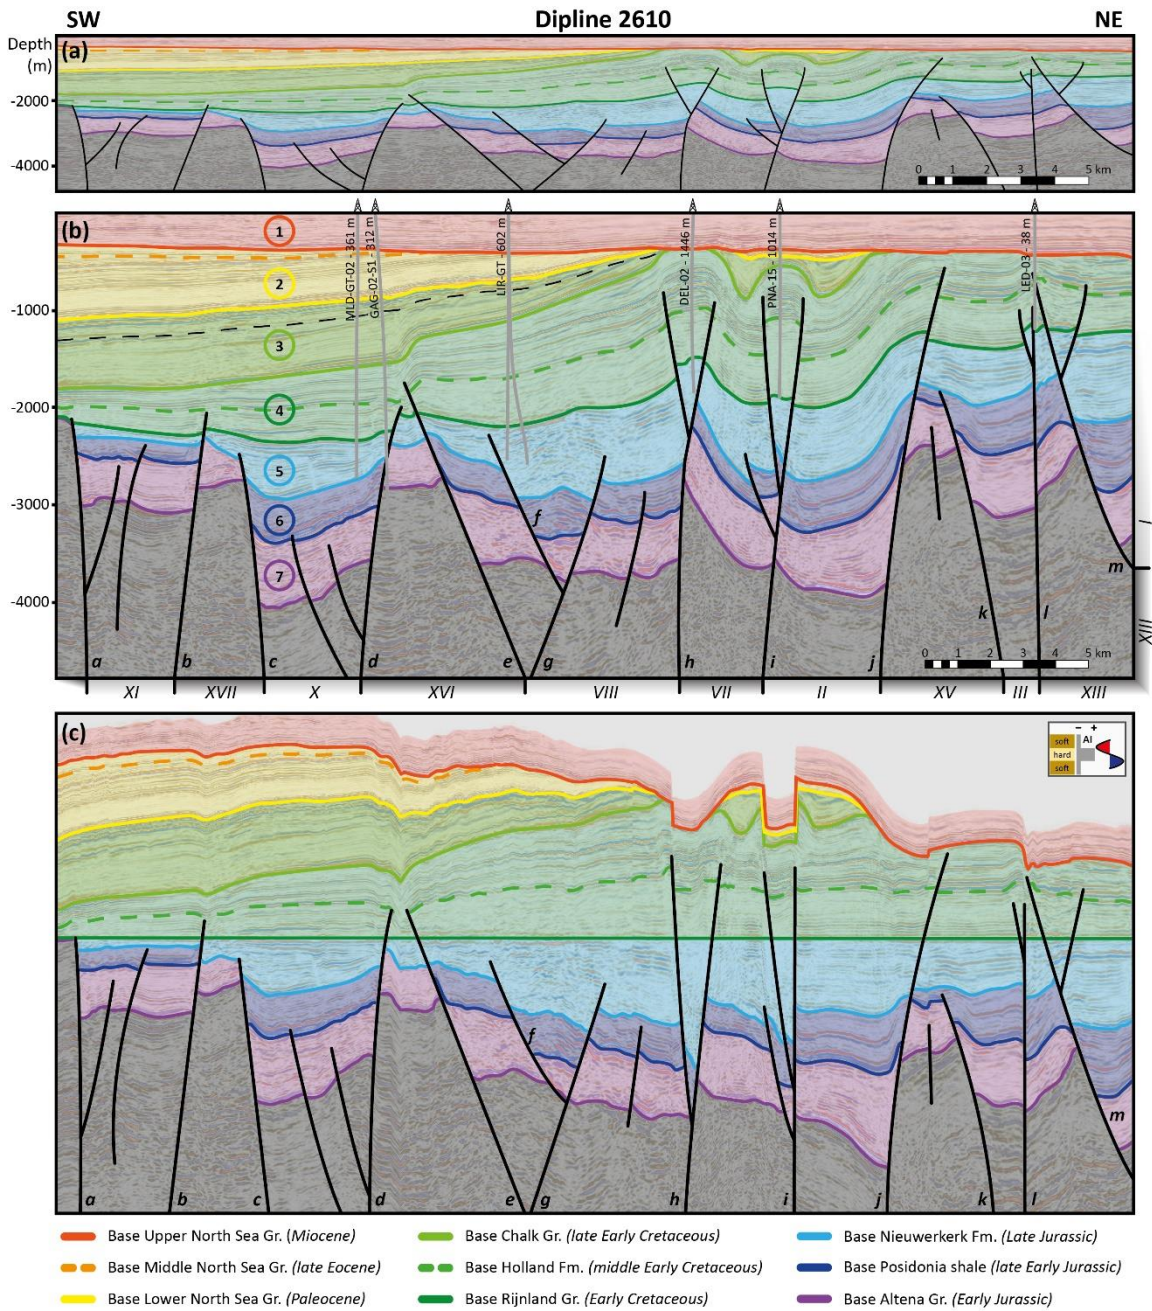 SW Dipline 2610 NE
Depth
(m)
(a)
-2000
-4000
0 1 2 3 4 5 km
(b)
1
2
3
4
5
6
7
MLD-GT-02 - 361 m
GAG-02-S1 - 312 m
LIR-GT - 602 m
DEL-02 - 1446 m
PNA-15 - 1014 m
LED-03 - 38 m
-1000
-2000
-3000
-4000
f
m
I
XIII
0 1 2 3 4 5 km
a b c d e g h i j k l
XI XVII X XVI VIII VII II XV III XIII
(c)
- +
soft AI
hard
soft
f
m
a b c d e g h i j k l
Base Upper North Sea Gr. (Miocene)
Base Chalk Gr. (late Early Cretaceous)
Base Nieuwerkerk Fm. (Late Jurassic)
Base Middle North Sea Gr. (late Eocene)
Base Holland Fm. (middle Early Cretaceous)
Base Posidonia shale (late Early Jurassic)
Base Lower North Sea Gr. (Paleocene)
Base Rijnland Gr. (Early Cretaceous)
Base Altena Gr. (Early Jurassic)